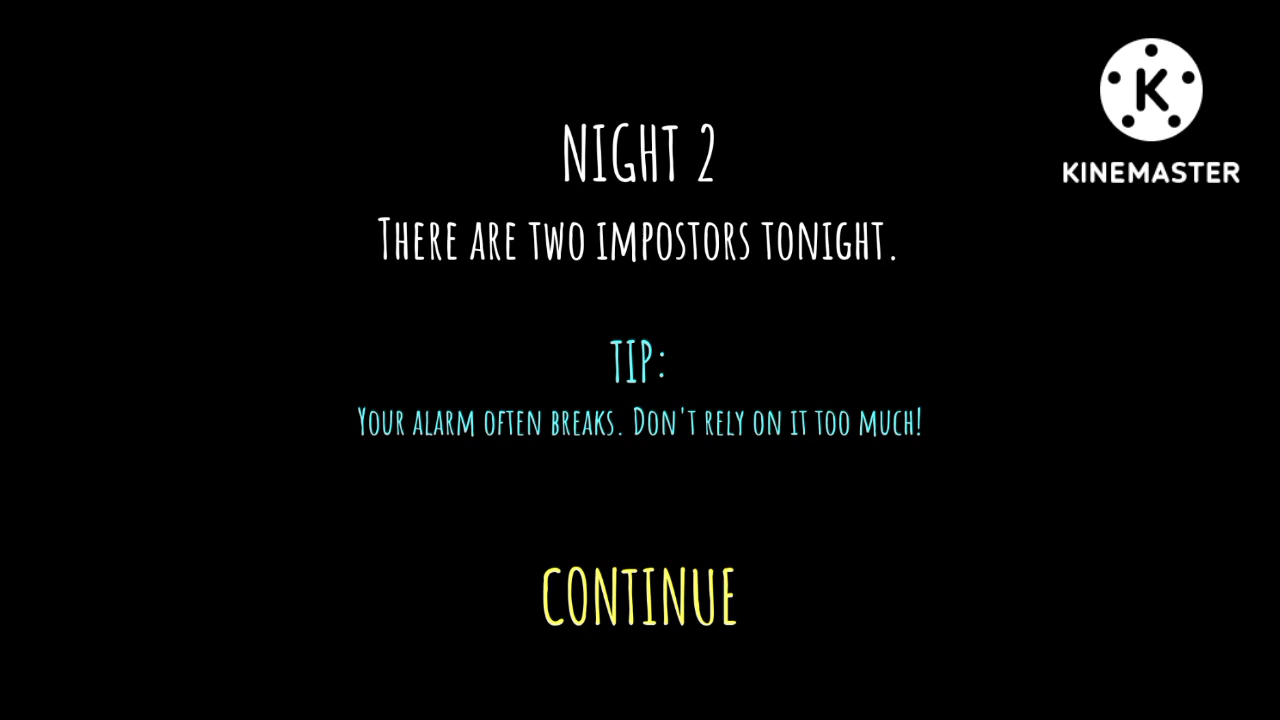 NIGHT 2
THERE ARE TWO IMPOSTORS TONIGHT.
TIP:
YOUR ALARM OFTEN BREAKS. DON'T RELY ON IT TOO MUCH!
CONTINUE
K
KINEMASTER